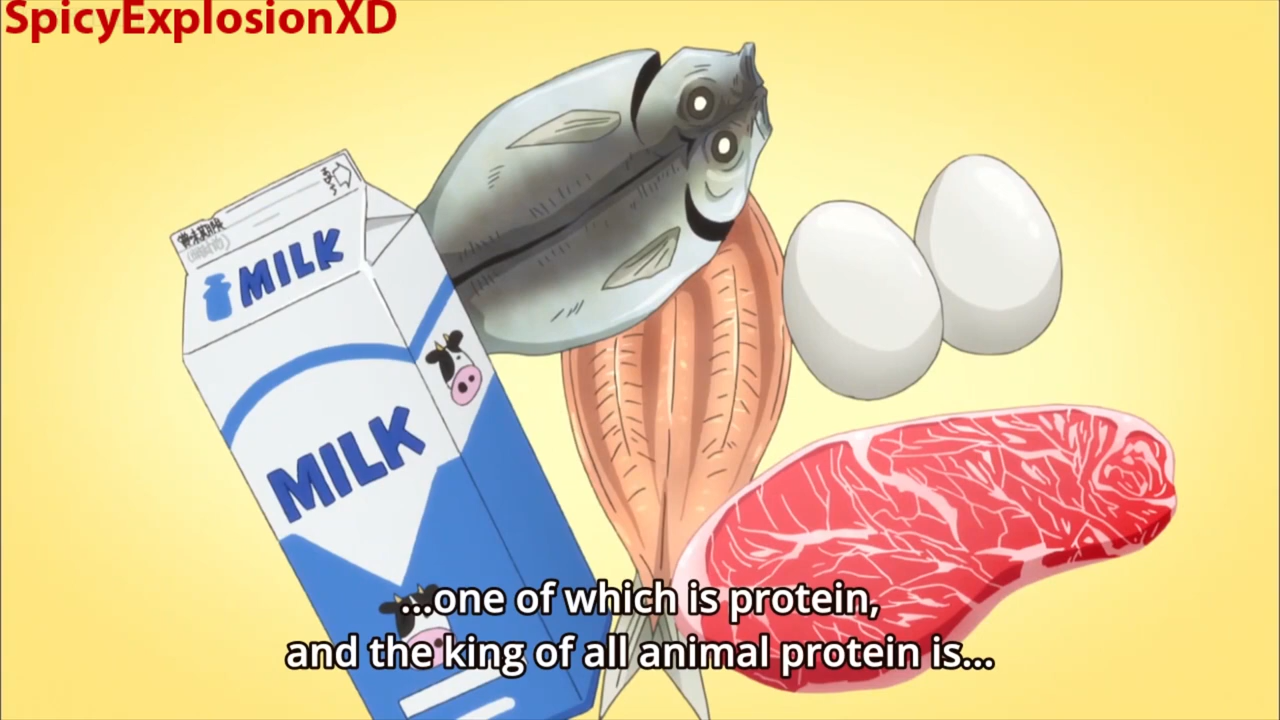 SpicyExplosionXD
MILK
MILK
...one of which is protein,
and the king of all animal protein is...